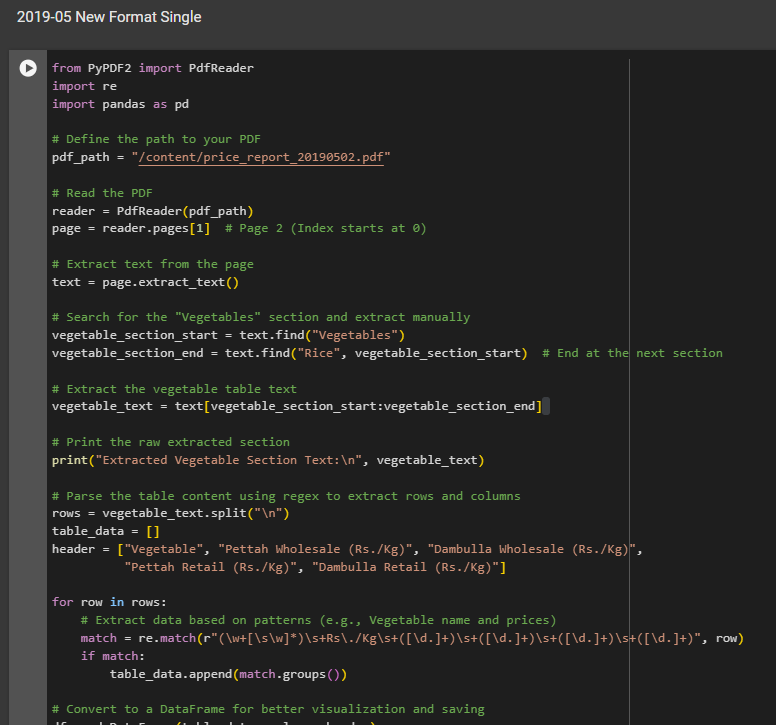 2019-05 New Format Single
from PyPDF2 import PdfReader
import re
import pandas as pd
# Define the path to your PDF
pdf_path = "/content/price_report_20190502.pdf"
# Read the PDF
reader = PdfReader(pdf_path)
page = reader.pages[1]  # Page 2 (Index starts at 0)
# Extract text from the page
text = page.extract_text()
# Search for the "Vegetables" section and extract manually
vegetable_section_start = text.find("Vegetables")
vegetable_section_end = text.find("Rice", vegetable_section_start)  # End at the next section
# Extract the vegetable table text
vegetable_text = text[vegetable_section_start:vegetable_section_end]
# Print the raw extracted section
print("Extracted Vegetable Section Text:\n", vegetable_text)
# Parse the table content using regex to extract rows and columns
rows = vegetable_text.split("\n")
table_data = []
header = ["Vegetable", "Pettah Wholesale (Rs./Kg)", "Dambulla Wholesale (Rs./Kg)",
          "Pettah Retail (Rs./Kg)", "Dambulla Retail (Rs./Kg)"]
for row in rows:
    # Extract data based on patterns (e.g., Vegetable name and prices)
    match = re.match(r"(\w+[\s\w]*)\s+Rs\./Kg\s+([\d.]+)\s+([\d.]+)\s+([\d.]+)\s+([\d.]+)", row)
    if match:
        table_data.append(match.groups())
# Convert to a DataFrame for better visualization and saving